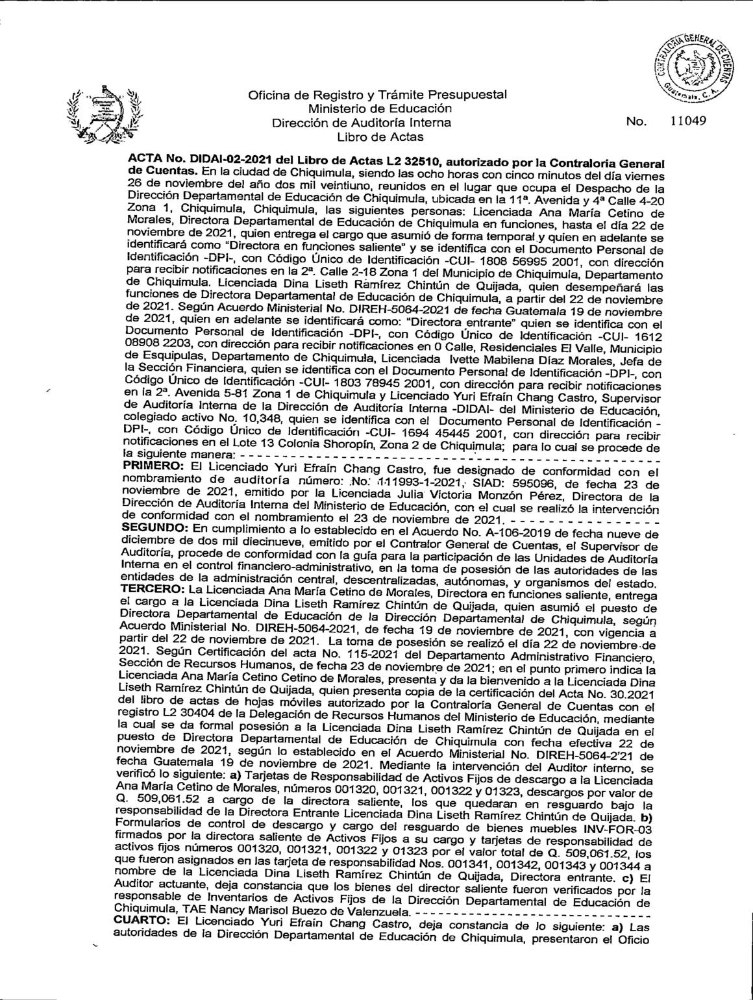 CONTRALORIA GENERAL DE CUENTAS
Guatemala, C. A.
Oficina de Registro y Trámite Presupuestal
Ministerio de Educación
Dirección de Auditoría Interna
Libro de Actas
No. 11049
ACTA No. DIDAI-02-2021 del Libro de Actas L2 32510, autorizado por la Contraloría General
de Cuentas. En la ciudad de Chiquimula, siendo las ocho horas con cinco minutos del día viernes
26 de noviembre del año dos mil veintiuno, reunidos en el lugar que ocupa el Despacho de la
Dirección Departamental de Educación de Chiquimula, ubicada en la 11ª. Avenida y 4ª Calle 4-20
Zona 1, Chiquimula, Chiquimula, las siguientes personas: Licenciada Ana María Cetino de
Morales, Directora Departamental de Educación de Chiquimula en funciones, hasta el día 22 de
noviembre de 2021, quien entrega el cargo que asumió de forma temporal y quien en adelante se
identificará como "Directora en funciones saliente" y se identifica con el Documento Personal de
Identificación -DPI-, con Código Único de Identificación -CUI- 1808 56995 2001, con dirección
para recibir notificaciones en la 2ª. Calle 2-18 Zona 1 del Municipio de Chiquimula, Departamento
de Chiquimula. Licenciada Dina Liseth Ramírez Chintún de Quijada, quien desempeñará las
funciones de Directora Departamental de Educación de Chiquimula, a partir del 22 de noviembre
de 2021. Según Acuerdo Ministerial No. DIREH-5064-2021 de fecha Guatemala 19 de noviembre
de 2021, quien en adelante se identificará como: "Directora entrante" quien se identifica con el
Documento Personal de Identificación -DPI-, con Código Único de Identificación -CUI- 1612
08908 2203, con dirección para recibir notificaciones en 0 Calle, Residenciales El Valle, Municipio
de Esquipulas, Departamento de Chiquimula, Licenciada Ivette Mabilena Díaz Morales, Jefa de
la Sección Financiera, quien se identifica con el Documento Personal de Identificación -DPI-, con
Código Único de Identificación -CUI- 1803 78945 2001, con dirección para recibir notificaciones
en la 2ª. Avenida 5-81 Zona 1 de Chiquimula y Licenciado Yuri Efraín Chang Castro, Supervisor
de Auditoría Interna de la Dirección de Auditoría Interna -DIDAI- del Ministerio de Educación,
colegiado activo No. 10,348, quien se identifica con el Documento Personal de Identificación -
DPI-, con Código Único de Identificación -CUI- 1694 45445 2001, con dirección para recibir
notificaciones en el Lote 13 Colonia Shoropín, Zona 2 de Chiquimula; para lo cual se procede de
la siguiente manera: - - - - - - - - - - - - - - - - - - - - - - - - - - - - - - - - - - - - - - - - - - - - - - - - -
PRIMERO: El Licenciado Yuri Efraín Chang Castro, fue designado de conformidad con el
nombramiento de auditoría número: No. 111993-1-2021, SIAD: 595096, de fecha 23 de
noviembre de 2021, emitido por la Licenciada Julia Victoria Monzón Pérez, Directora de la
Dirección de Auditoría Interna del Ministerio de Educación, con el cual se realizó la intervención
de conformidad con el nombramiento el 23 de noviembre de 2021. - - - - - - - - - - - - - - - -
SEGUNDO: En cumplimiento a lo establecido en el Acuerdo No. A-106-2019 de fecha nueve de
diciembre de dos mil diecinueve, emitido por el Contralor General de Cuentas, el Supervisor de
Auditoría, procede de conformidad con la guía para la participación de las Unidades de Auditoría
Interna en el control financiero-administrativo, en la toma de posesión de las autoridades de las
entidades de la administración central, descentralizadas, autónomas, y organismos del estado.
TERCERO: La Licenciada Ana María Cetino de Morales, Directora en funciones saliente, entrega
el cargo a la Licenciada Dina Liseth Ramírez Chintún de Quijada, quien asumió el puesto de
Directora Departamental de Educación de la Dirección Departamental de Chiquimula, según
Acuerdo Ministerial No. DIREH-5064-2021, de fecha 19 de noviembre de 2021, con vigencia a
partir del 22 de noviembre de 2021. La toma de posesión se realizó el día 22 de noviembre de
2021. Según Certificación del acta No. 115-2021 del Departamento Administrativo Financiero,
Sección de Recursos Humanos, de fecha 23 de noviembre de 2021; en el punto primero indica la
Licenciada Ana María Cetino Cetino de Morales, presenta y da la bienvenido a la Licenciada Dina
Liseth Ramírez Chintún de Quijada, quien presenta copia de la certificación del Acta No. 30.2021
del libro de actas de hojas móviles autorizado por la Contraloría General de Cuentas con el
registro L2 30404 de la Delegación de Recursos Humanos del Ministerio de Educación, mediante
la cual se da formal posesión a la Licenciada Dina Liseth Ramírez Chintún de Quijada en el
puesto de Directora Departamental de Educación de Chiquimula con fecha efectiva 22 de
noviembre de 2021, según lo establecido en el Acuerdo Ministerial No. DIREH-5064-2'21 de
fecha Guatemala 19 de noviembre de 2021. Mediante la intervención del Auditor interno, se
verificó lo siguiente: a) Tarjetas de Responsabilidad de Activos Fijos de descargo a la Licenciada
Ana María Cetino de Morales, números 001320, 001321, 001322 y 01323, descargos por valor de
Q. 509,061.52 a cargo de la directora saliente, los que quedaran en resguardo bajo la
responsabilidad de la Directora Entrante Licenciada Dina Liseth Ramírez Chintún de Quijada. b)
Formularios de control de descargo y cargo del resguardo de bienes muebles INV-FOR-03
firmados por la directora saliente de Activos Fijos a su cargo y tarjetas de responsabilidad de
activos fijos números 001320, 001321, 001322 y 01323 por el valor total de Q. 509,061.52, los
que fueron asignados en las tarjeta de responsabilidad Nos. 001341, 001342, 001343 y 001344 a
nombre de la Licenciada Dina Liseth Ramírez Chintún de Quijada, Directora entrante. c) El
Auditor actuante, deja constancia que los bienes del director saliente fueron verificados por la
responsable de Inventarios de Activos Fijos de la Dirección Departamental de Educación de
Chiquimula, TAE Nancy Marisol Buezo de Valenzuela. - - - - - - - - - - - - - - - - - - - - - - - - - -
CUARTO: El Licenciado Yuri Efraín Chang Castro, deja constancia de lo siguiente: a) Las
autoridades de la Dirección Departamental de Educación de Chiquimula, presentaron el Oficio